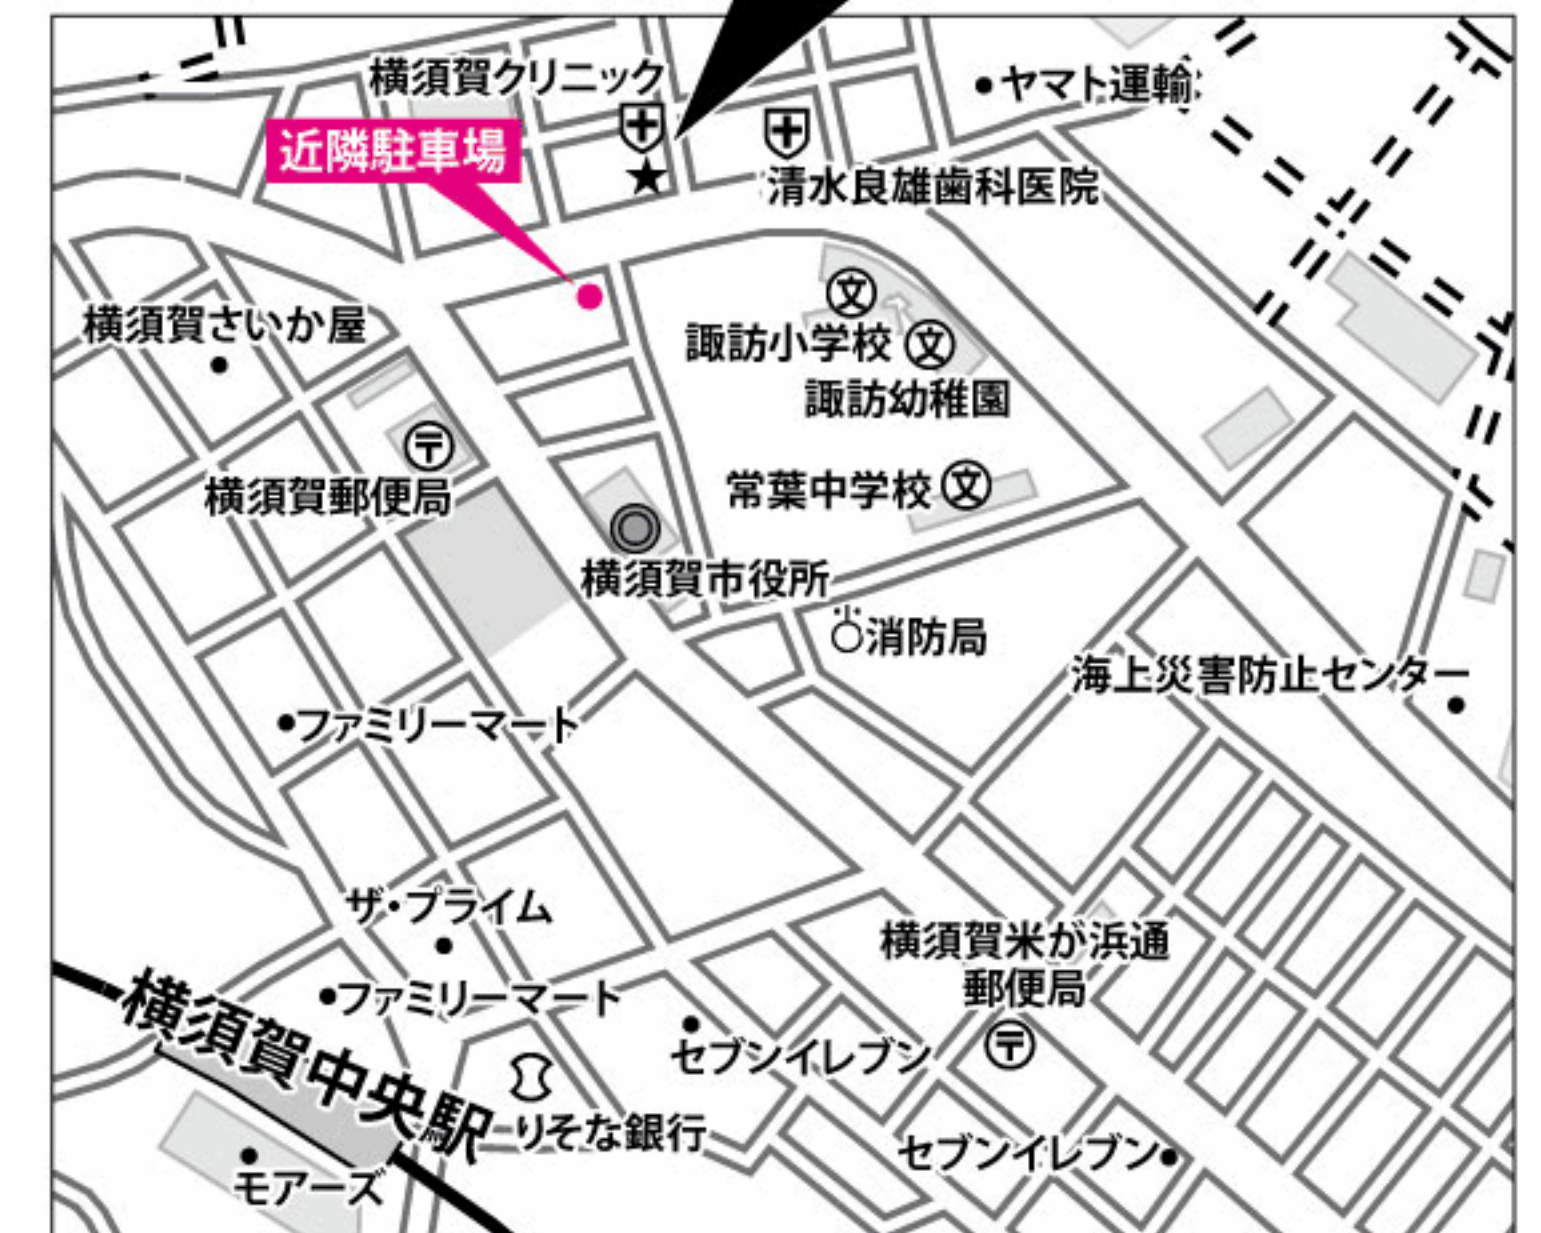 横須賀クリニック
ヤマト運輸
近隣駐車場
清水良雄歯科医院
横須賀さいか屋
文
諏訪小学校
文
諏訪幼稚園
横須賀郵便局
常葉中学校
文
横須賀市役所
消防局
海上災害防止センター
ファミリーマート
ザ・プライム
横須賀米が浜通
郵便局
ファミリーマート
横須賀中央駅
セブンイレブン
りそな銀行
セブンイレブン
モアーズ